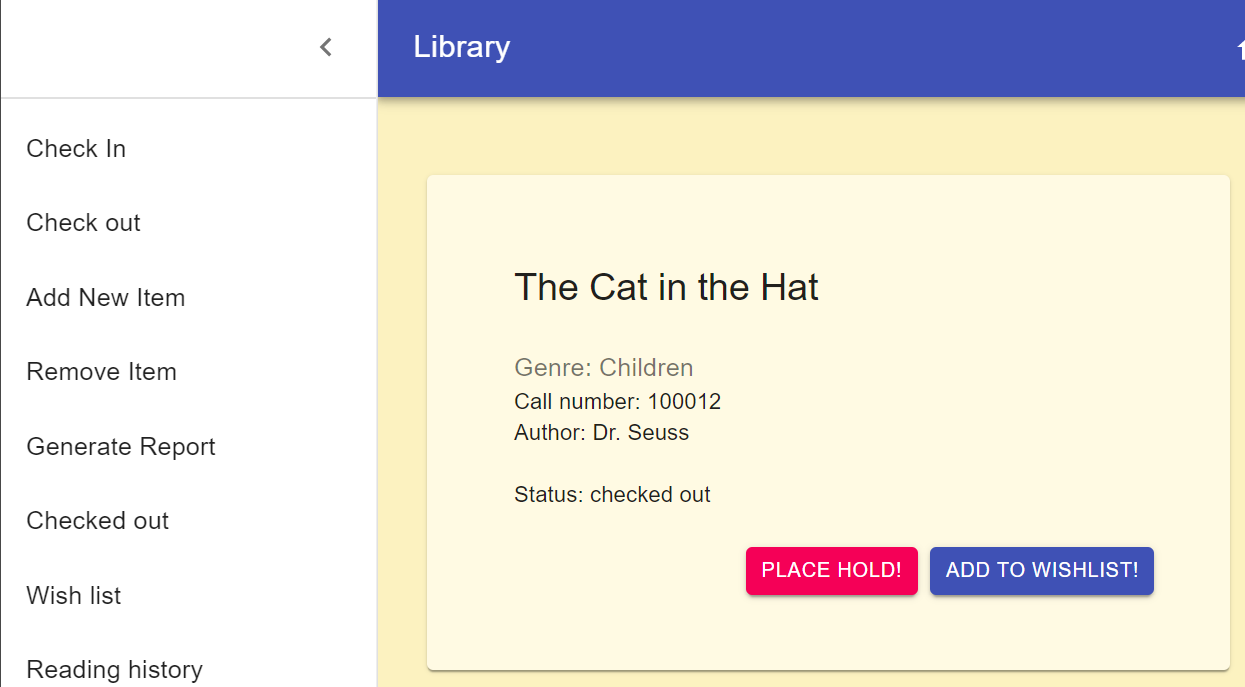 Library
Check In
Check out
Add New Item
Remove Item
Generate Report
Checked out
Wish list
Reading history
The Cat in the Hat
Genre: Children
Call number: 100012
Author: Dr. Seuss
Status: checked out
PLACE HOLD!
ADD TO WISHLIST!